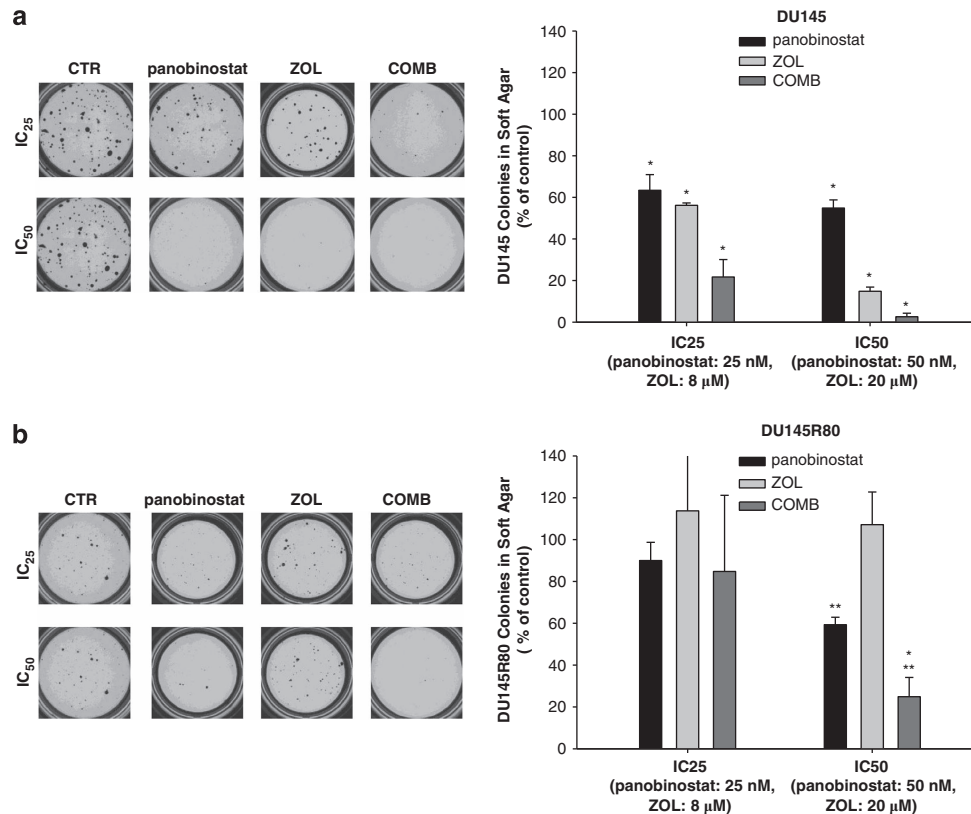 a
CTR panobinostat ZOL COMB
IC25
IC50
DU145
panobinostat
ZOL
COMB
DU145 Colonies in Soft Agar
(% of control)
140
120
100
80
60
40
20
0
* * * * * *
IC25
(panobinostat: 25 nM,
ZOL: 8 μM)
IC50
(panobinostat: 50 nM,
ZOL: 20 μM)
b
CTR panobinostat ZOL COMB
IC25
IC50
DU145R80
panobinostat
ZOL
COMB
DU145R80 Colonies in Soft Agar
( % of control)
140
120
100
80
60
40
20
0
**
*
**
IC25
(panobinostat: 25 nM,
ZOL: 8 μM)
IC50
(panobinostat: 50 nM,
ZOL: 20 μM)